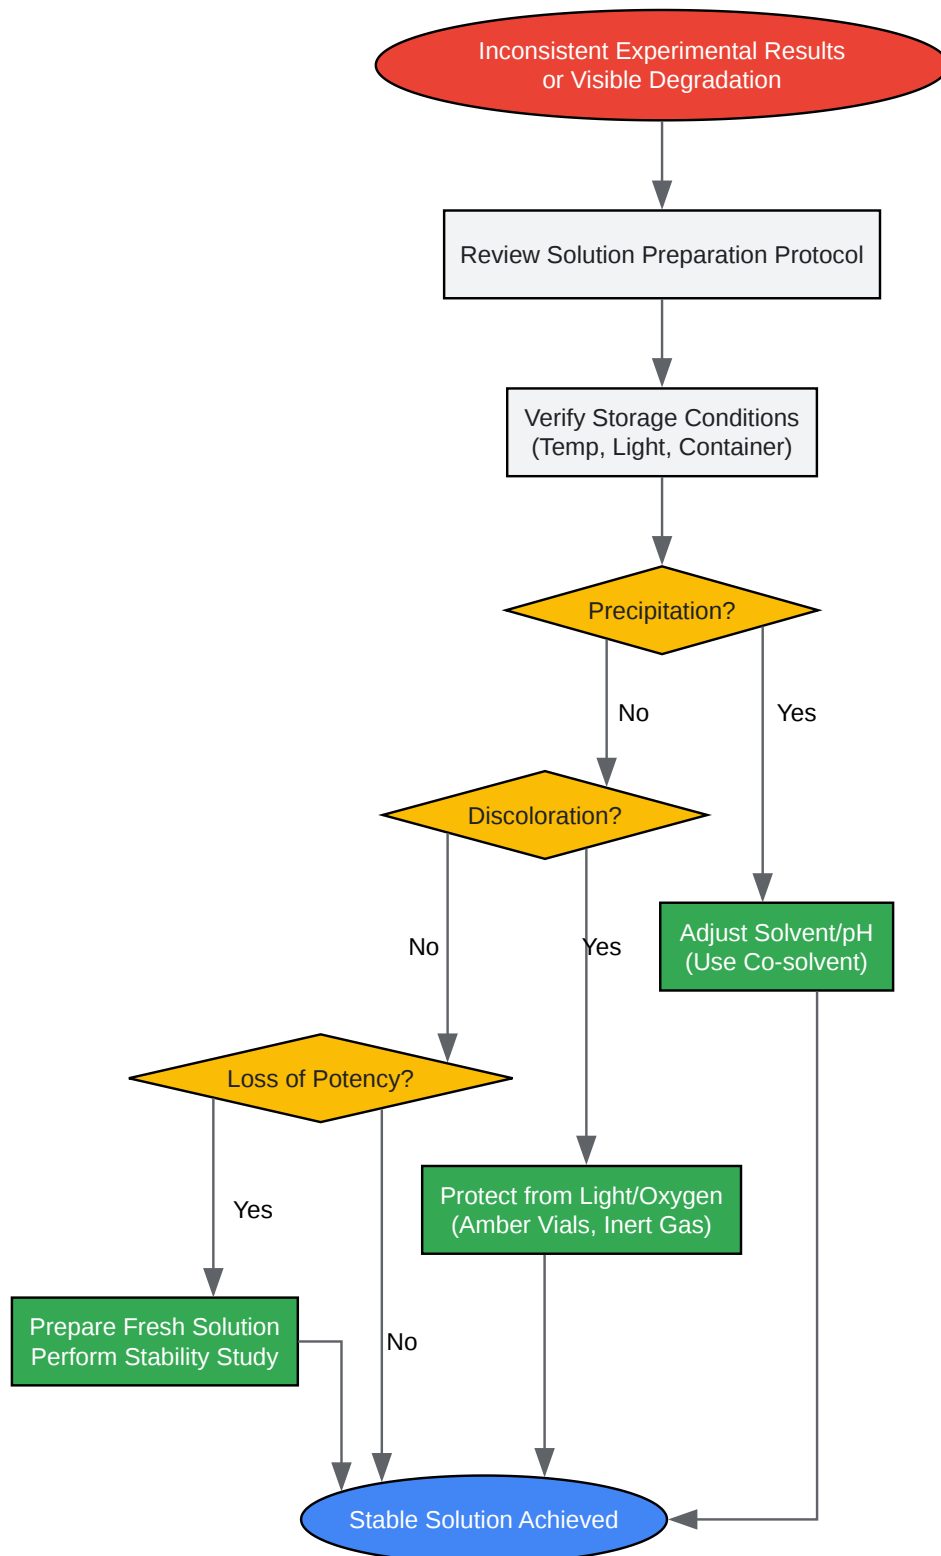 Inconsistent Experimental Results
or Visible Degradation
Review Solution Preparation Protocol
Verify Storage Conditions
(Temp, Light, Container)
Precipitation?
No
Yes
Discoloration?
Adjust Solvent/pH
(Use Co-solvent)
No
Yes
Loss of Potency?
Protect from Light/Oxygen
(Amber Vials, Inert Gas)
Yes
Prepare Fresh Solution
Perform Stability Study
No
Stable Solution Achieved